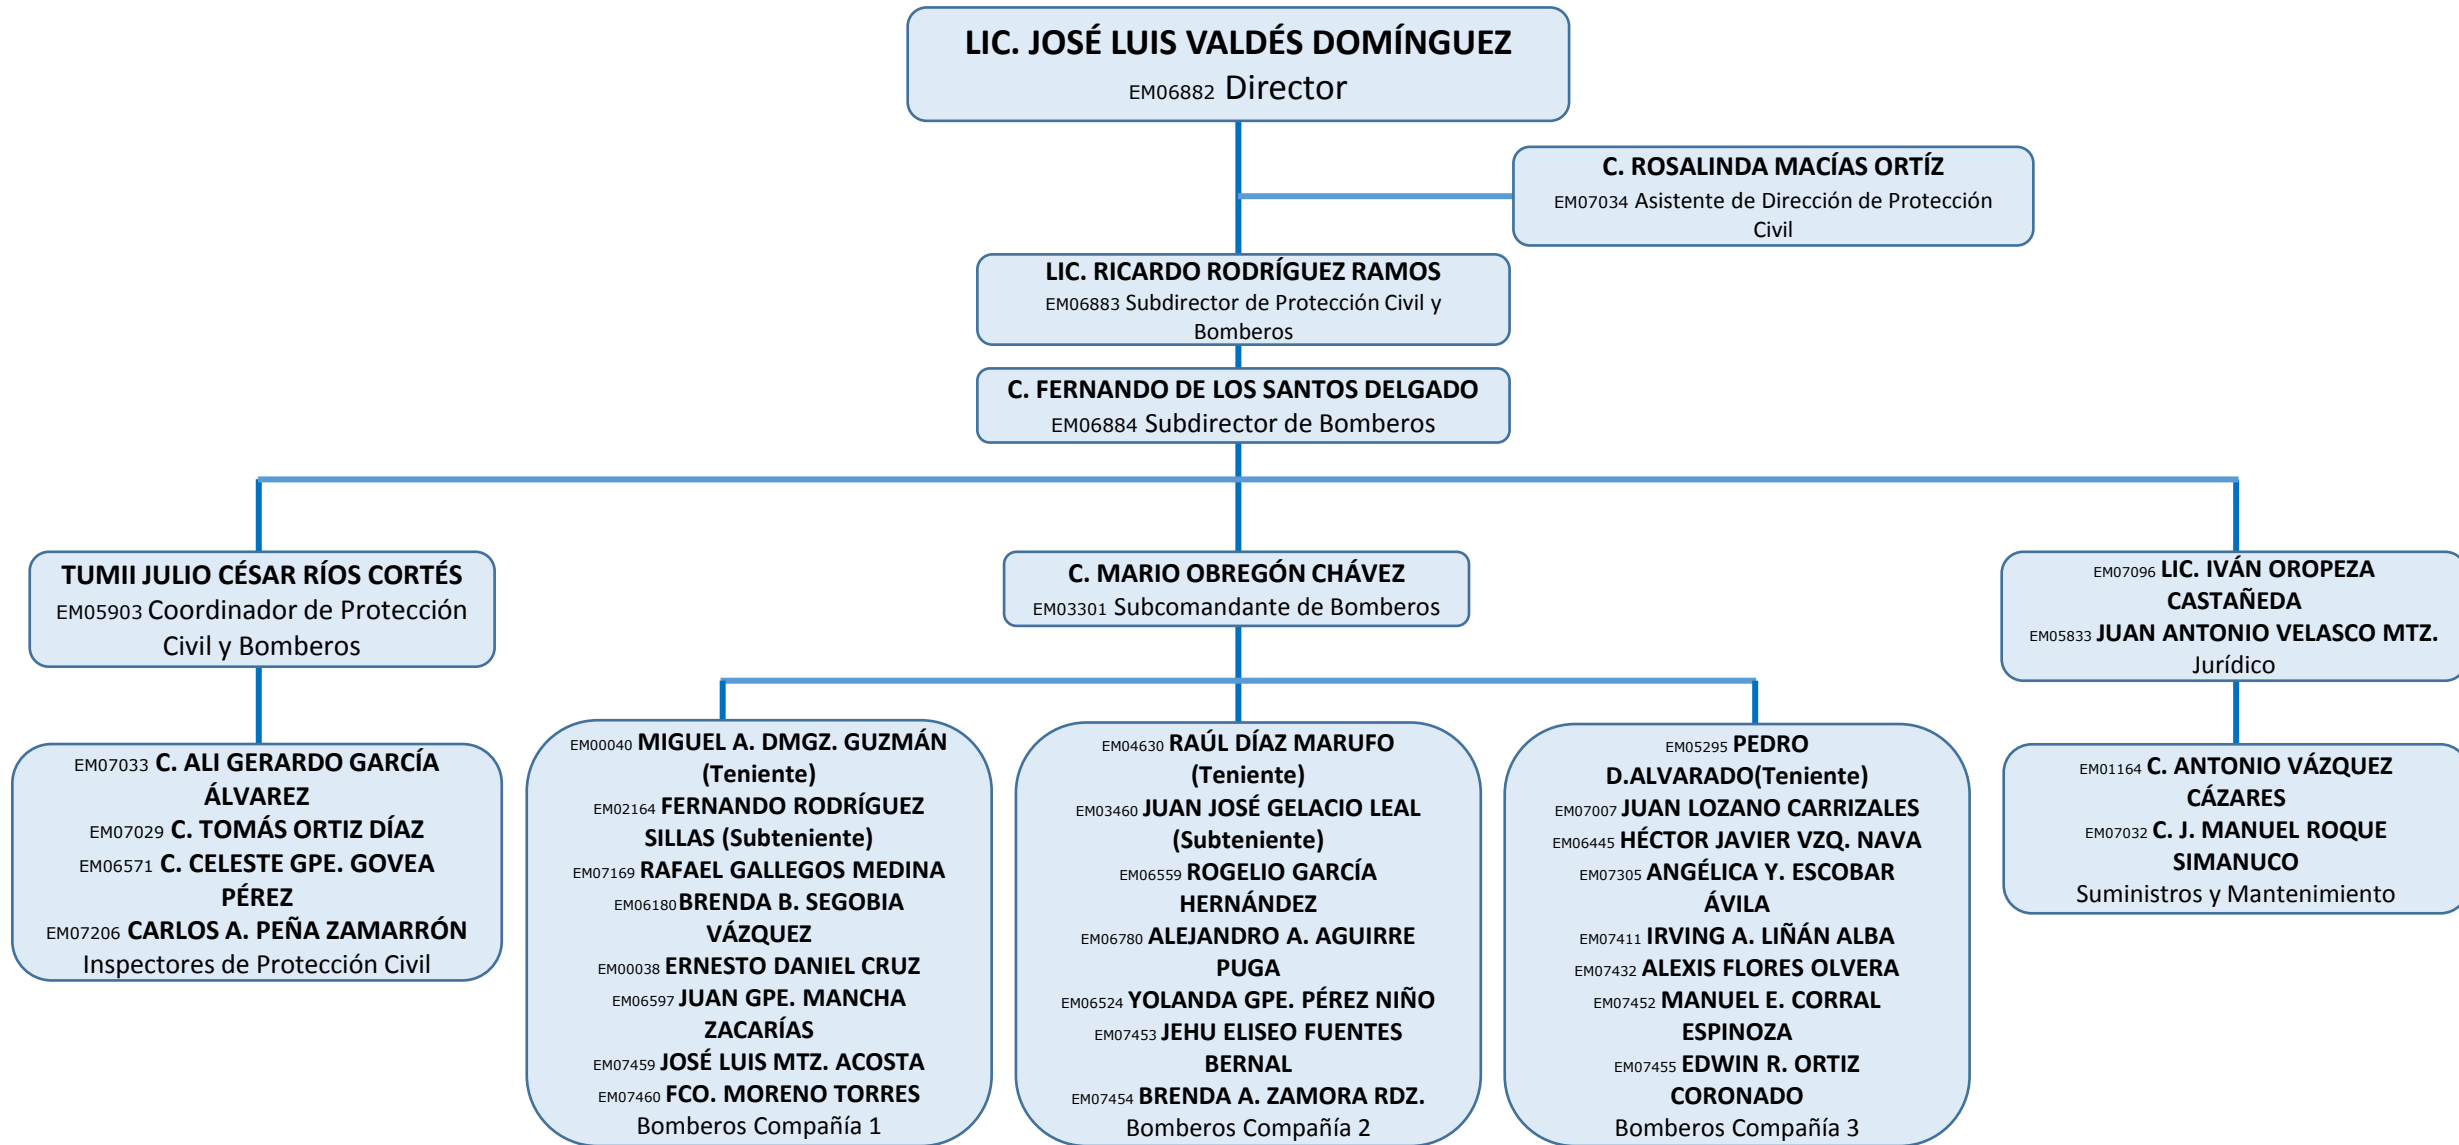 LIC. JOSÉ LUIS VALDÉS DOMÍNGUEZ
EM06882 Director
C. ROSALINDA MACÍAS ORTÍZ
EM07034 Asistente de Dirección de Protección
Civil
LIC. RICARDO RODRÍGUEZ RAMOS
EM06883 Subdirector de Protección Civil y
Bomberos
C. FERNANDO DE LOS SANTOS DELGADO
EM06884 Subdirector de Bomberos
TUMII JULIO CÉSAR RÍOS CORTÉS
EM05903 Coordinador de Protección
Civil y Bomberos
C. MARIO OBREGÓN CHÁVEZ
EM03301 Subcomandante de Bomberos
EM07096 LIC. IVÁN OROPEZA
CASTAÑEDA
EM05833 JUAN ANTONIO VELASCO MTZ.
Jurídico
EM07033 C. ALI GERARDO GARCÍA
ÁLVAREZ
EM07029 C. TOMÁS ORTIZ DÍAZ
EM06571 C. CELESTE GPE. GOVEA
PÉREZ
EM07206 CARLOS A. PEÑA ZAMARRÓN
Inspectores de Protección Civil
EM00040 MIGUEL A. DMGZ. GUZMÁN
(Teniente)
EM02164 FERNANDO RODRÍGUEZ
SILLAS (Subteniente)
EM07169 RAFAEL GALLEGOS MEDINA
EM06180 BRENDA B. SEGOBIA
VÁZQUEZ
EM00038 ERNESTO DANIEL CRUZ
EM06597 JUAN GPE. MANCHA
ZACARÍAS
EM07459 JOSÉ LUIS MTZ. ACOSTA
EM07460 FCO. MORENO TORRES
Bomberos Compañía 1
EM04630 RAÚL DÍAZ MARUFO
(Teniente)
EM03460 JUAN JOSÉ GELACIO LEAL
(Subteniente)
EM06559 ROGELIO GARCÍA
HERNÁNDEZ
EM06780 ALEJANDRO A. AGUIRRE
PUGA
EM06524 YOLANDA GPE. PÉREZ NIÑO
EM07453 JEHU ELISEO FUENTES
BERNAL
EM07454 BRENDA A. ZAMORA RDZ.
Bomberos Compañía 2
EM05295 PEDRO
D.ALVARADO(Teniente)
EM07007 JUAN LOZANO CARRIZALES
EM06445 HÉCTOR JAVIER VZQ. NAVA
EM07305 ANGÉLICA Y. ESCOBAR
ÁVILA
EM07411 IRVING A. LIÑÁN ALBA
EM07432 ALEXIS FLORES OLVERA
EM07452 MANUEL E. CORRAL
ESPINOZA
EM07455 EDWIN R. ORTIZ
CORONADO
Bomberos Compañía 3
EM01164 C. ANTONIO VÁZQUEZ
CÁZARES
EM07032 C. J. MANUEL ROQUE
SIMANUCO
Suministros y Mantenimiento